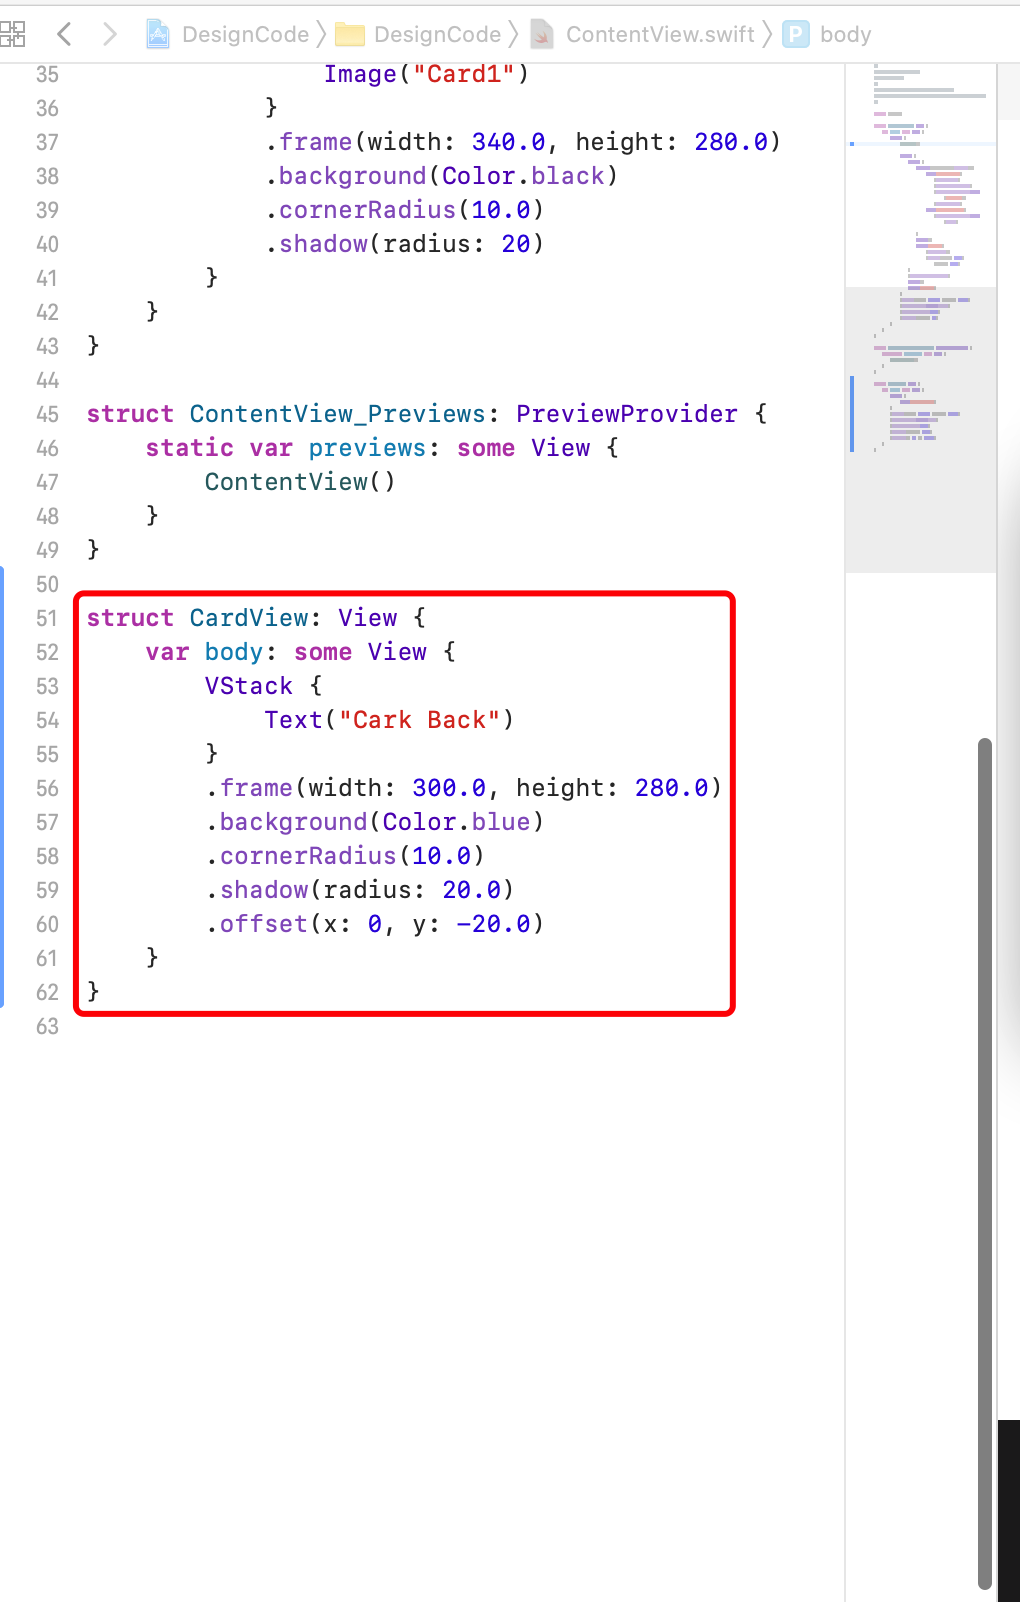 DesignCode DesignCode ContentView.swift P body
35 Image("Card1")
36 }
37 .frame(width: 340.0, height: 280.0)
38 .background(Color.black)
39 .cornerRadius(10.0)
40 .shadow(radius: 20)
41 }
42 }
43 }
44
45 struct ContentView_Previews: PreviewProvider {
46 static var previews: some View {
47 ContentView()
48 }
49 }
50
51 struct CardView: View {
52 var body: some View {
53 VStack {
54 Text("Cark Back")
55 }
56 .frame(width: 300.0, height: 280.0)
57 .background(Color.blue)
58 .cornerRadius(10.0)
59 .shadow(radius: 20.0)
60 .offset(x: 0, y: -20.0)
61 }
62 }
63